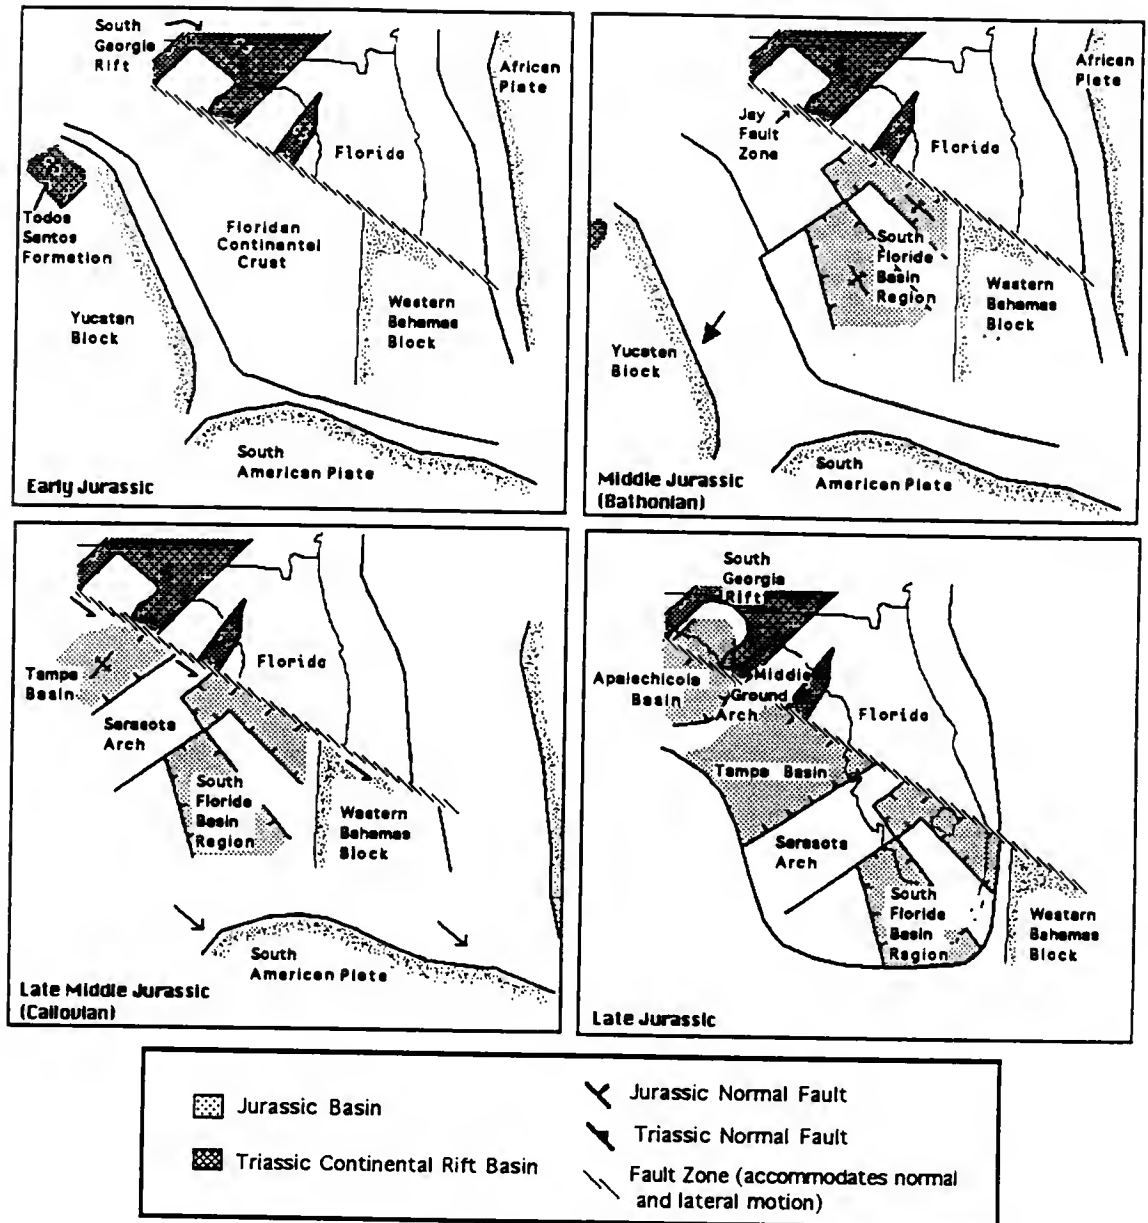 South
Georgia
Rift
African
Plate
Florida
Todos
Santos
Formation
Floridan
Continental
Crust
Yucatan
Block
Western
Bahamas
Block
South
American Plate
Early Jurassic
African
Plate
Jay
Fault
Zone
Florida
South
Florida
Basin
Region
Western
Bahamas
Block
Yucatan
Block
South
American Plate
Middle Jurassic
(Bathonian)
Florida
Tampa
Basin
Sarasota
Arch
South
Florida
Basin
Region
Western
Bahamas
Block
South
American Plate
Late Middle Jurassic
(Callovian)
South
Georgia
Rift
Apalachicola
Basin
Middle
Ground
Arch
Florida
Tampa Basin
Sarasota
Arch
South
Florida
Basin
Region
Western
Bahamas
Block
Late Jurassic
Jurassic Basin
Triassic Continental Rift Basin
Jurassic Normal Fault
Triassic Normal Fault
Fault Zone (accommodates normal
and lateral motion)